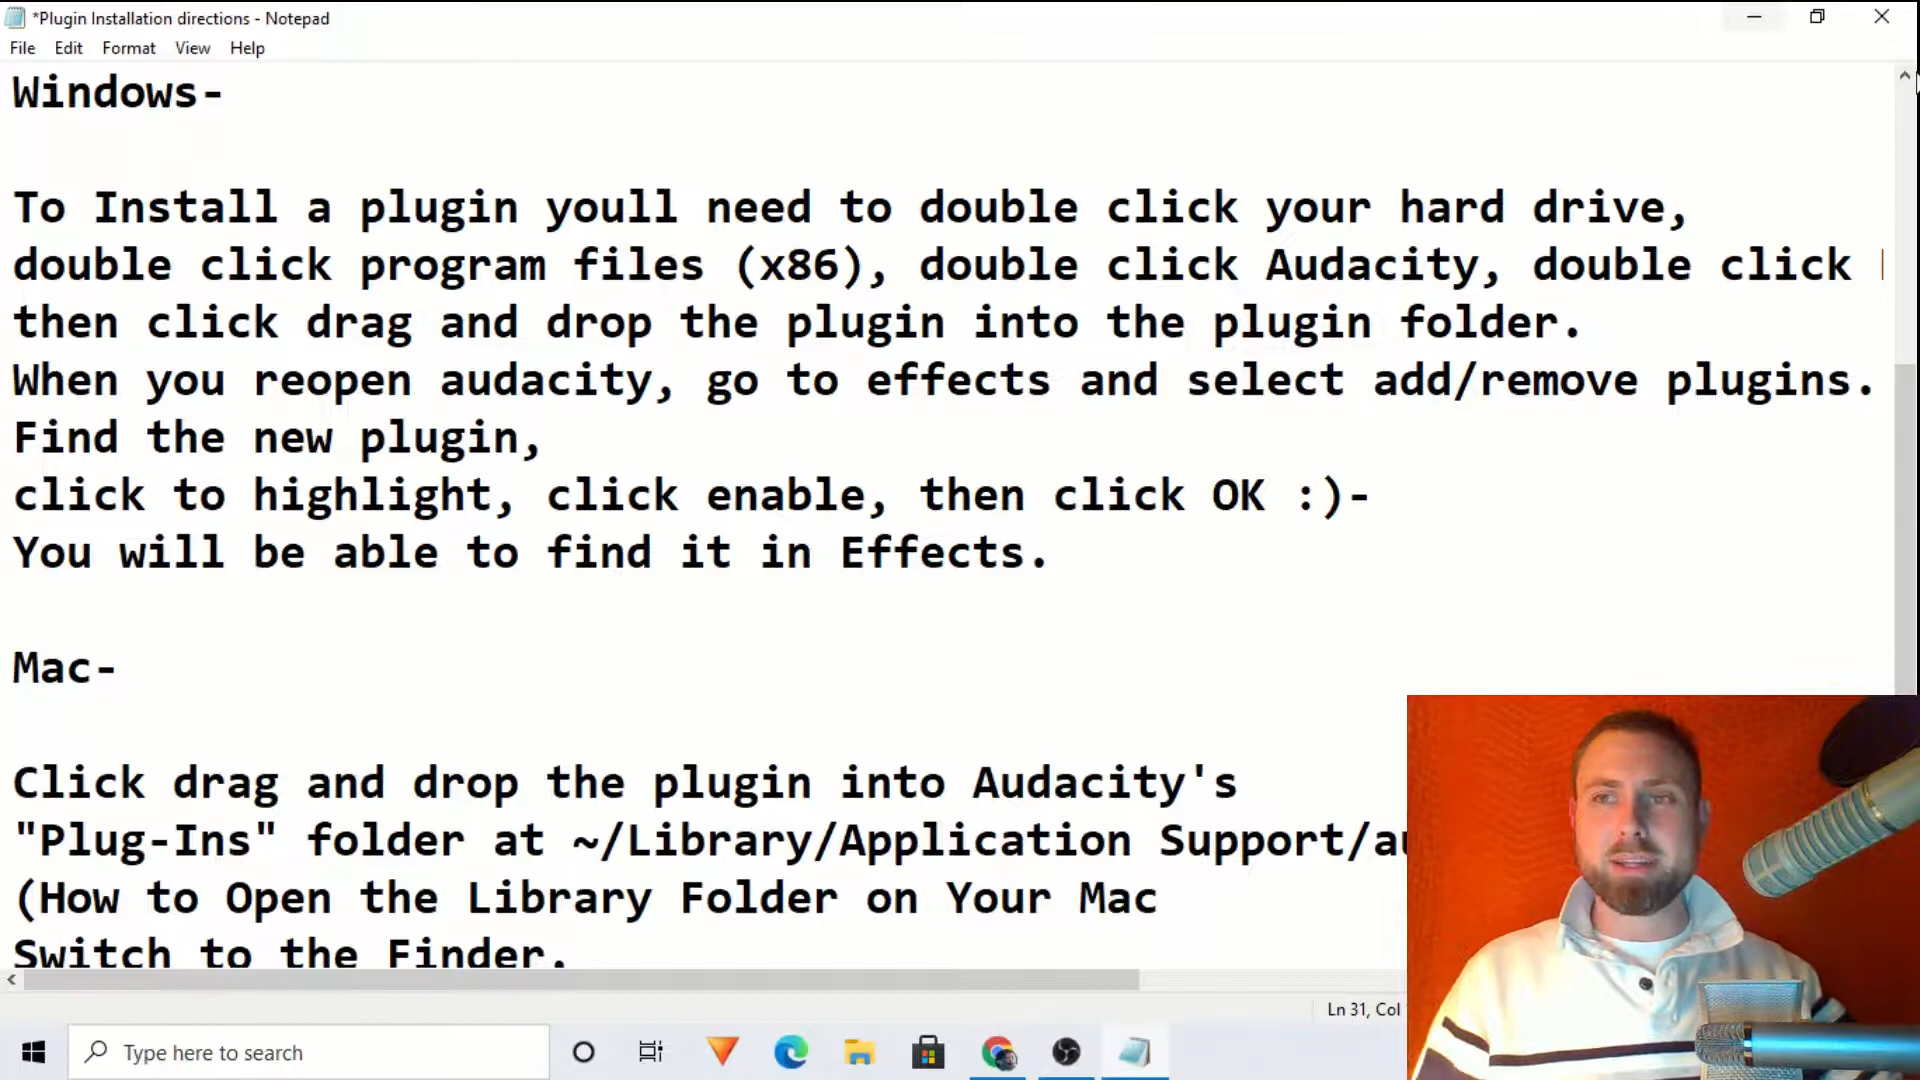 *Plugin Installation directions - Notepad
File Edit Format View Help
Windows-
To Install a plugin youll need to double click your hard drive,
double click program files (x86), double click Audacity, double click
then click drag and drop the plugin into the plugin folder.
When you reopen audacity, go to effects and select add/remove plugins.
Find the new plugin,
click to highlight, click enable, then click OK :)-
You will be able to find it in Effects.
Mac-
Click drag and drop the plugin into Audacity's
"Plug-Ins" folder at ~/Library/Application Support/au
(How to Open the Library Folder on Your Mac
Switch to the Finder.
Ln 31, Col
Type here to search